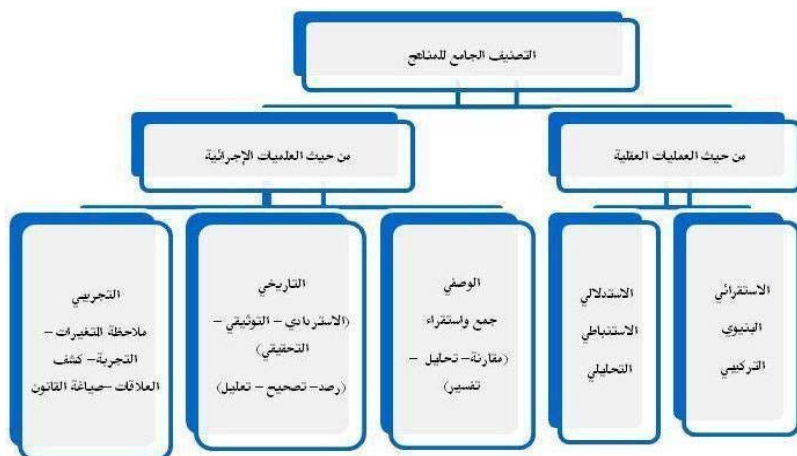 التصنيف الجامع للمناهج
من حيث العمليات العقلية
من حيث العلميات الإجرائية
الاستقرائي
البنيوي
التركيبي
الاستدلالي
الاستنباطي
التحليلي
الوصفي
جمع واستقراء
(مقارنة- تحليل -
تفسير)
التاريخي
(الاستردادي - التوثيقي -
التحقيقي)
(رصد- تصحيح - تعليل)
التجريبي
ملاحظة المتغيرات-
التجربة- كشف
العلاقات -صياغة القانون